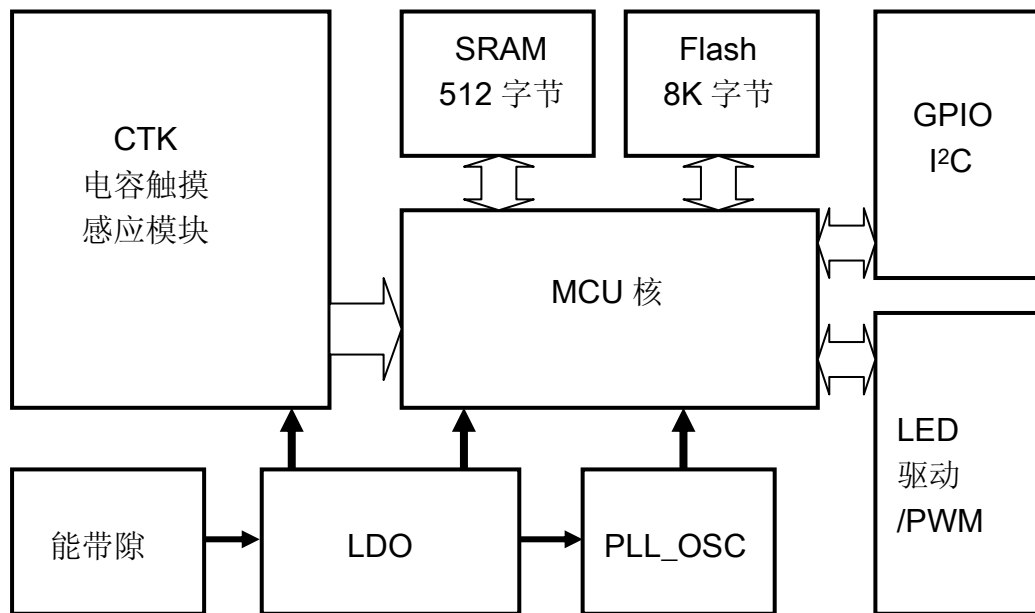 CTK
电容触摸
感应模块
SRAM
512 字节
Flash
8K 字节
GPIO
I²C
MCU 核
LED
驱动
/PWM
能带隙
LDO
PLL_OSC